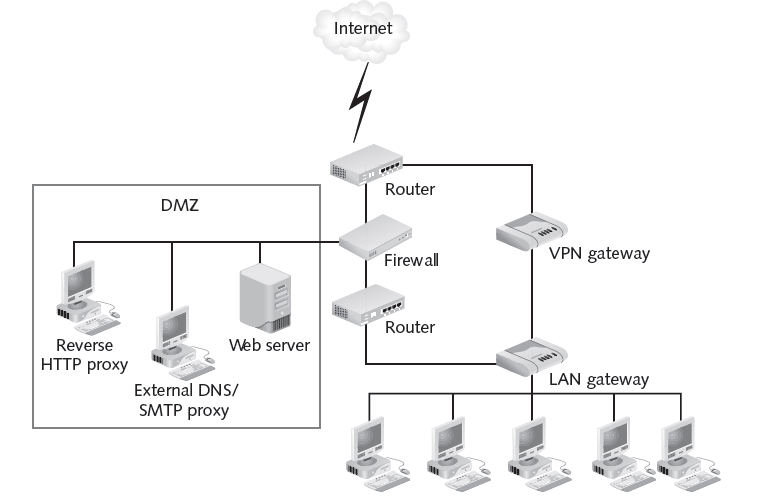 Internet
Router
DMZ
Firewall
VPN gateway
Router
Reverse
HTTP proxy
External DNS/
SMTP proxy
Web server
LAN gateway